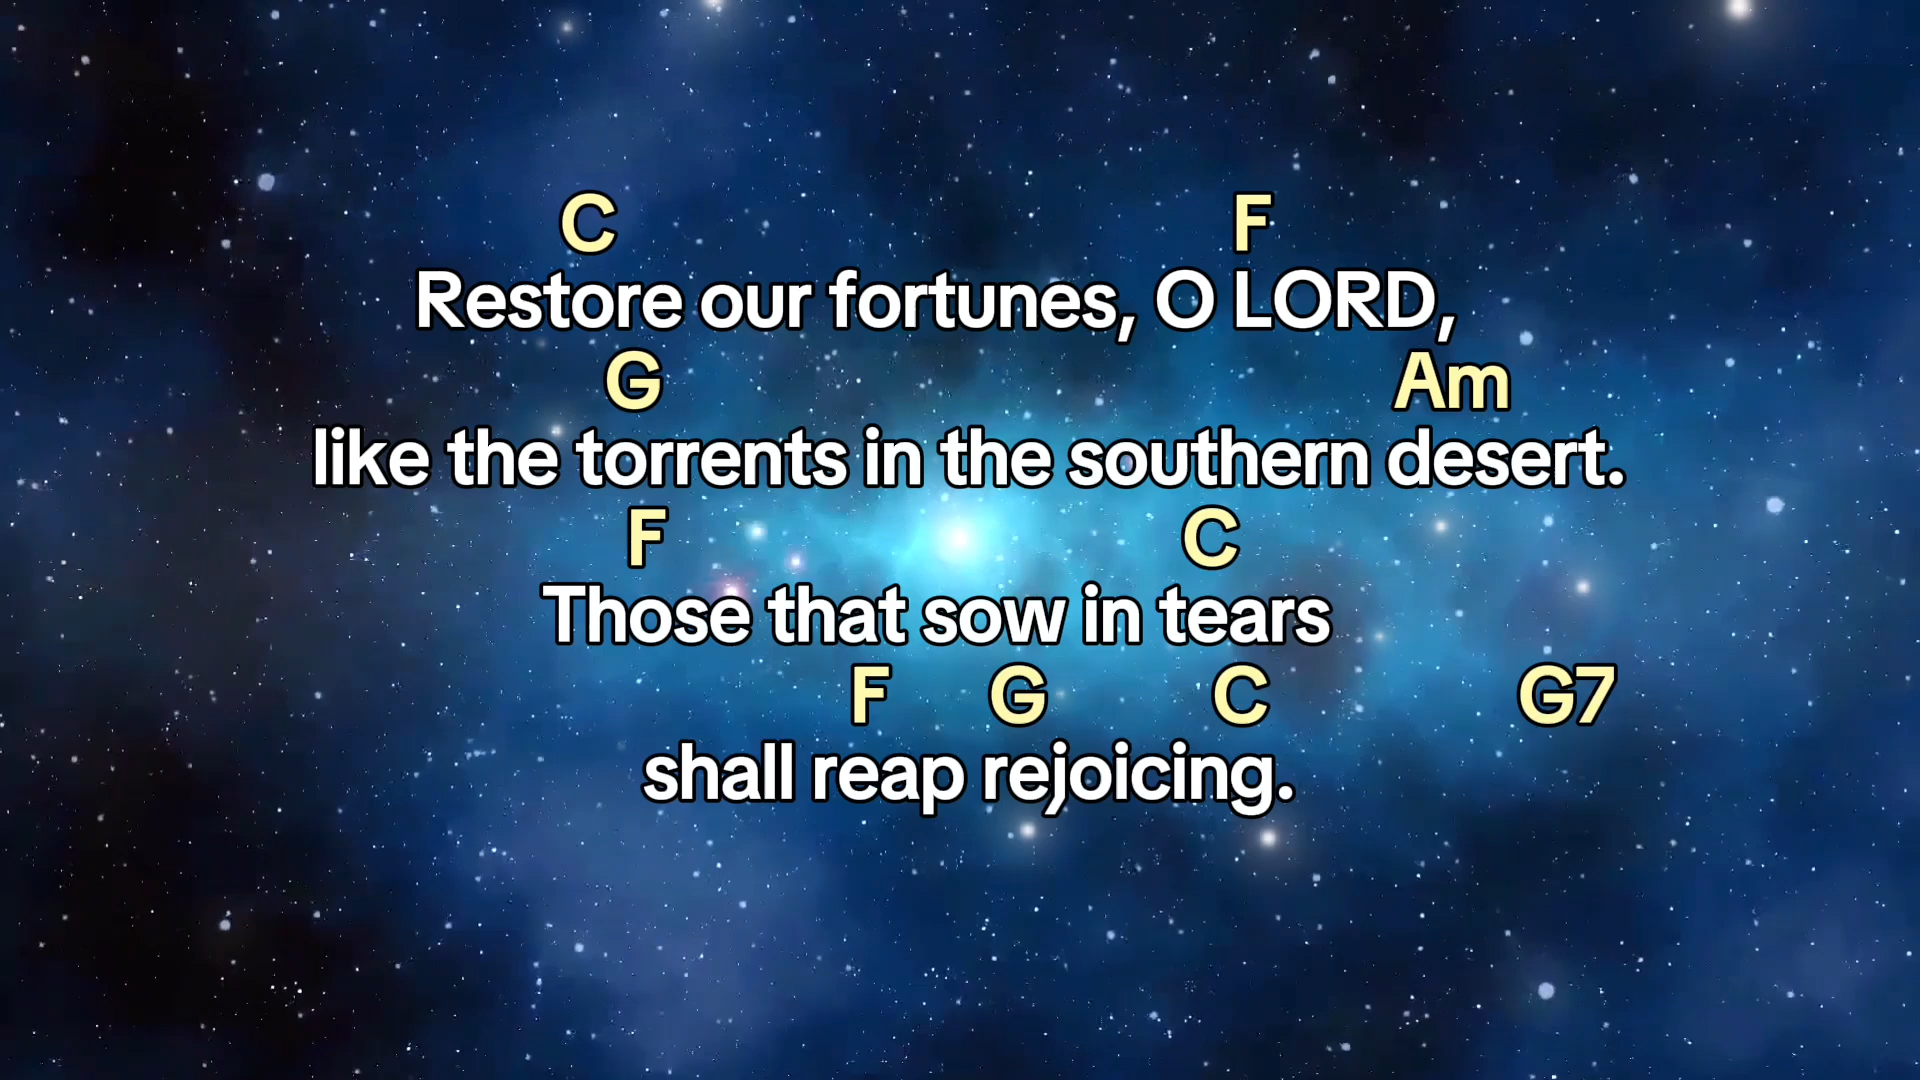 C F
Restore our fortunes, O LORD,
G Am
like the torrents in the southern desert.
F C
Those that sow in tears
F G C G7
shall reap rejoicing.